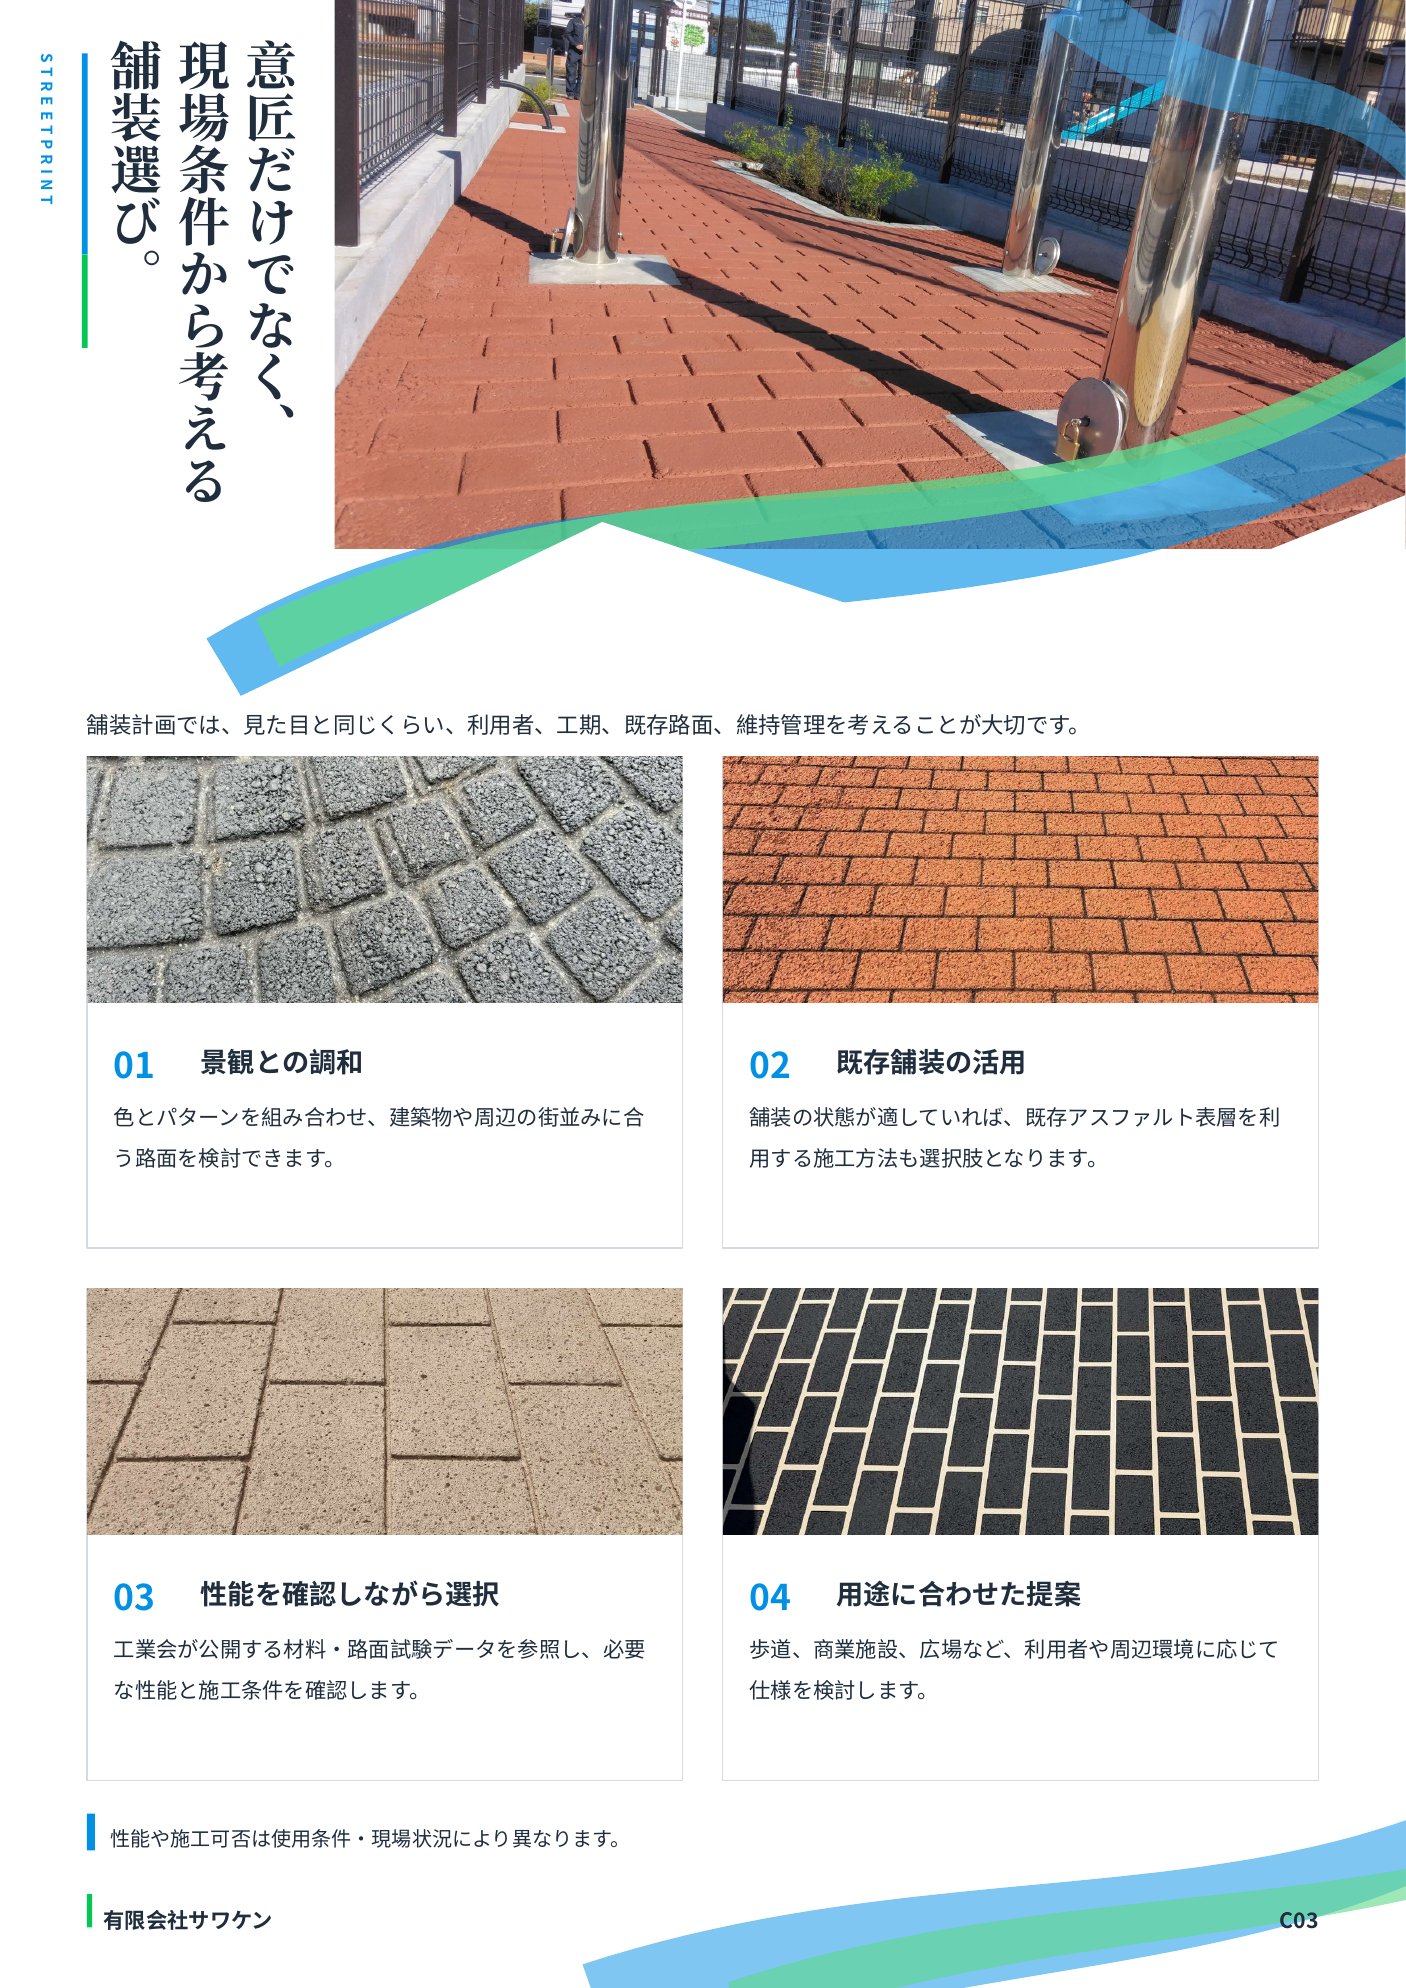 意匠だけでなく、
現場条件から考える
舗装選び。
STREETPRINT
舗装計画では、見た目と同じくらい、利用者、工期、既存路面、維持管理を考えることが大切です。
01 景観との調和
色とパターンを組み合わせ、建築物や周辺の街並みに合
う路面を検討できます。
02 既存舗装の活用
舗装の状態が適していれば、既存アスファルト表層を利
用する施工方法も選択肢となります。
03 性能を確認しながら選択
工業会が公開する材料・路面試験データを参照し、必要
な性能と施工条件を確認します。
04 用途に合わせた提案
歩道、商業施設、広場など、利用者や周辺環境に応じて
仕様を検討します。
性能や施工可否は使用条件・現場状況により異なります。
有限会社サワケン
C03